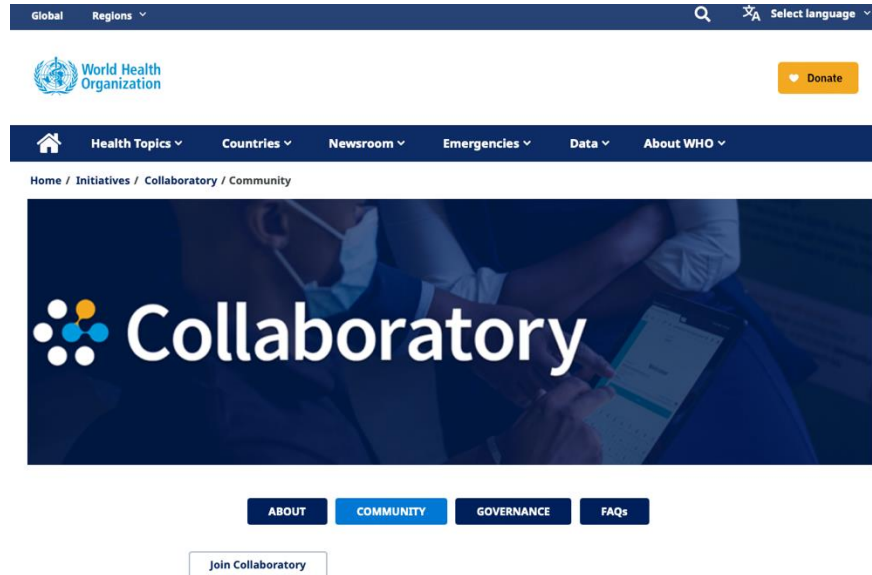 Global Regions Select language
World Health
Organization
Donate
Health Topics Countries Newsroom Emergencies Data About WHO
Home / Initiatives / Collaboratory / Community
Collaboratory
ABOUT COMMUNITY GOVERNANCE FAQs
Join Collaboratory